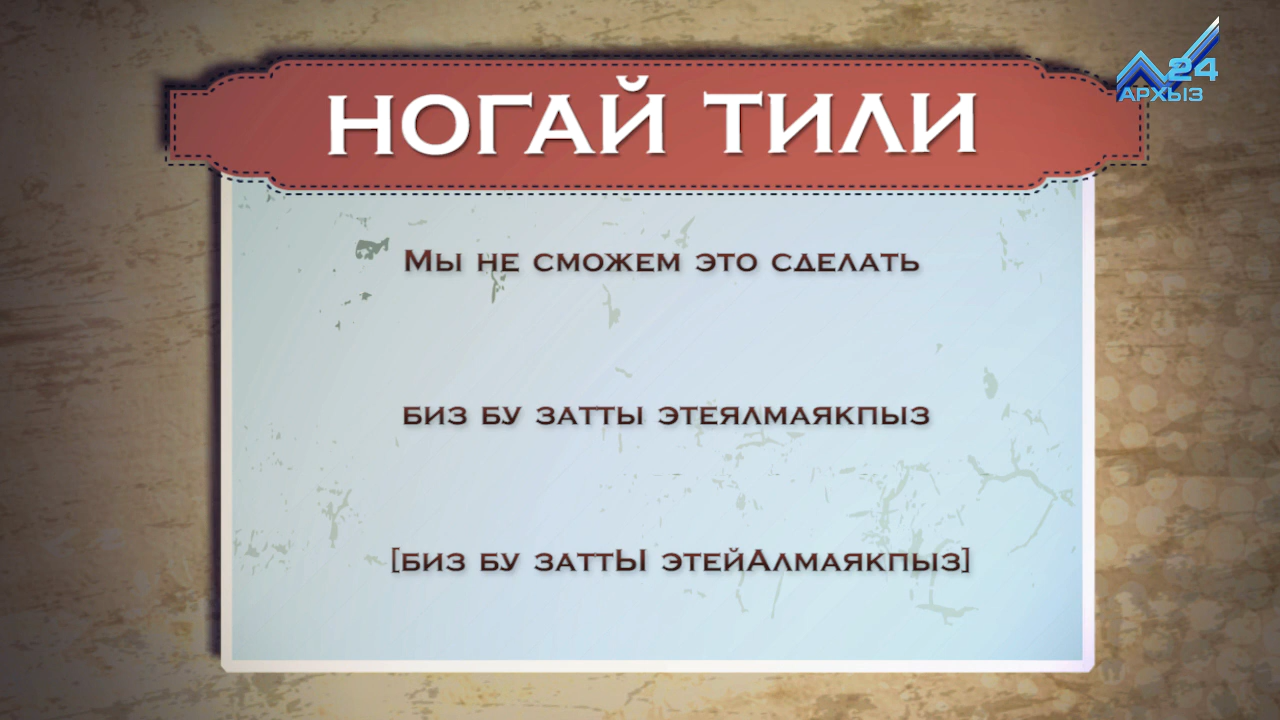 24
АРХЫЗ
НОГАЙ ТИЛИ
Мы не сможем это сделать
биз бу затты этеялмаякпыз
[биз бу заттЫ этейАлмаякпыз]